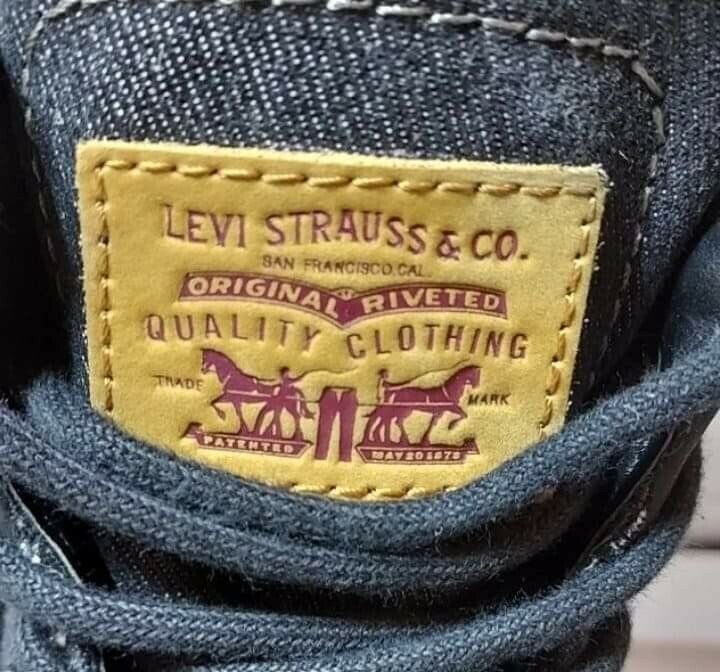 LEVI STRAUSS & CO.
SAN FRANCISCO, CAL
ORIGINAL RIVETED
QUALITY CLOTHING
TRADE MARK
PATENTED MAY 20 1873